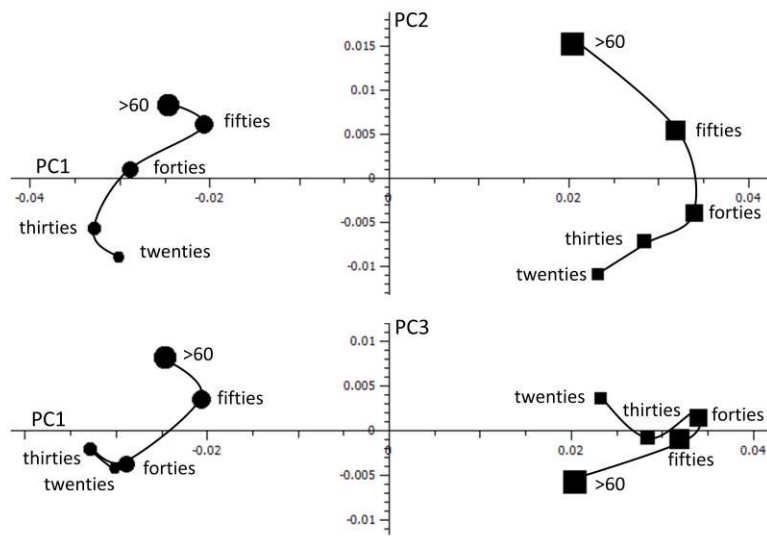 PC2
0.015
>60
>60
0.010
fifties
0.005
fifties
PC1
forties
-0.04
-0.02
0
0.02
0.04
thirties
-0.005
forties
twenties
thirties
-0.01
twenties
PC3
0.01
>60
0.005
fifties
twenties
thirties
forties
PC1
-0.02
0
0.02
0.04
thirties
forties
fifties
twenties
-0.005
>60
-0.01